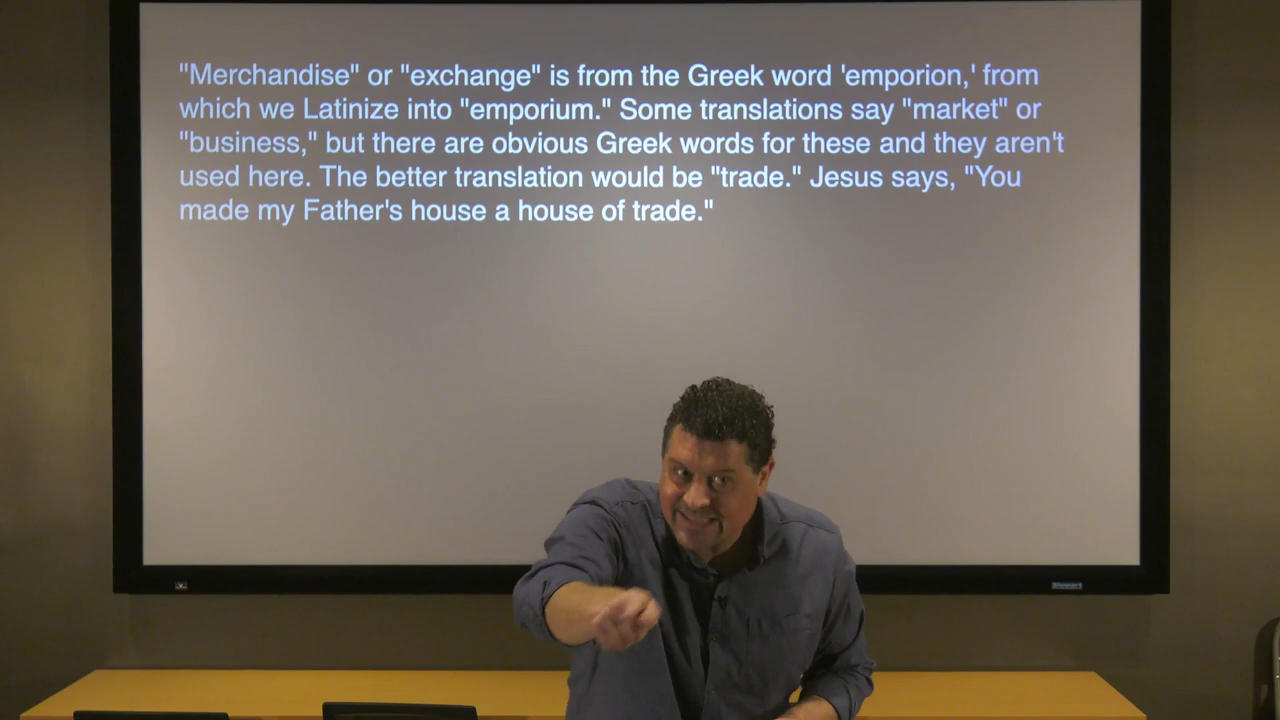 "Merchandise" or "exchange" is from the Greek word 'emporion,' from
which we Latinize into "emporium." Some translations say "market" or
"business," but there are obvious Greek words for these and they aren't
used here. The better translation would be "trade." Jesus says, "You
made my Father's house a house of trade."
Stewart